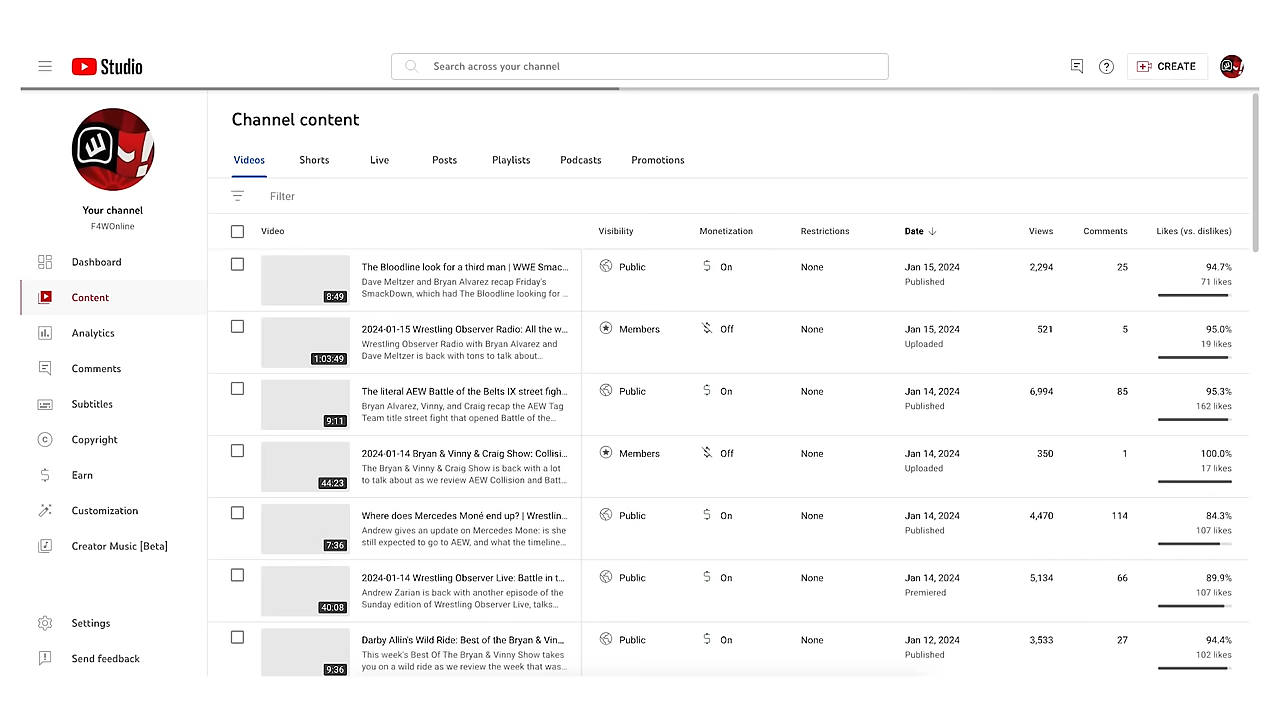 Studio
Search across your channel
CREATE
Your channel
F4WOnline
Dashboard
Content
Analytics
Comments
Subtitles
Copyright
Earn
Customization
Creator Music [Beta]
Settings
Send feedback
Channel content
Videos Shorts Live Posts Playlists Podcasts Promotions
Filter
Video Visibility Monetization Restrictions Date Views Comments Likes (vs. dislikes)
The Bloodline look for a third man | WWE Smac... Public On None Jan 15, 2024 2,294 25 94.7%
Dave Meltzer and Bryan Alvarez recap Friday's Published 71 likes
SmackDown, which had The Bloodline looking for ...
8:49
2024-01-15 Wrestling Observer Radio: All the w... Members Off None Jan 15, 2024 521 5 95.0%
Wrestling Observer Radio with Bryan Alvarez and Uploaded 19 likes
Dave Meltzer is back with tons to talk about...
1:03:49
The literal AEW Battle of the Belts IX street figh... Public On None Jan 14, 2024 6,994 85 95.3%
Bryan Alvarez, Vinny, and Craig recap the AEW Tag Published 162 likes
Team title street fight that opened Battle of the...
9:11
2024-01-14 Bryan & Vinny & Craig Show: Collisi... Members Off None Jan 14, 2024 350 1 100.0%
The Bryan & Vinny & Craig Show is back with a lot Uploaded 17 likes
to talk about as we review AEW Collision and Batt...
44:23
Where does Mercedes Moné end up? | Wrestlin... Public On None Jan 14, 2024 4,470 114 84.3%
Andrew gives an update on Mercedes Mone: is she Published 107 likes
still expected to go to AEW, and what the timeline...
7:36
2024-01-14 Wrestling Observer Live: Battle in t... Public On None Jan 14, 2024 5,134 66 89.9%
Andrew Zarian is back with another episode of the Premiered 107 likes
Sunday edition of Wrestling Observer Live, talks...
40:08
Darby Allin's Wild Ride: Best of the Bryan & Vin... Public On None Jan 12, 2024 3,533 27 94.4%
This week's Best Of The Bryan & Vinny Show takes Published 102 likes
you on a wild ride as we review the week that was...
9:36